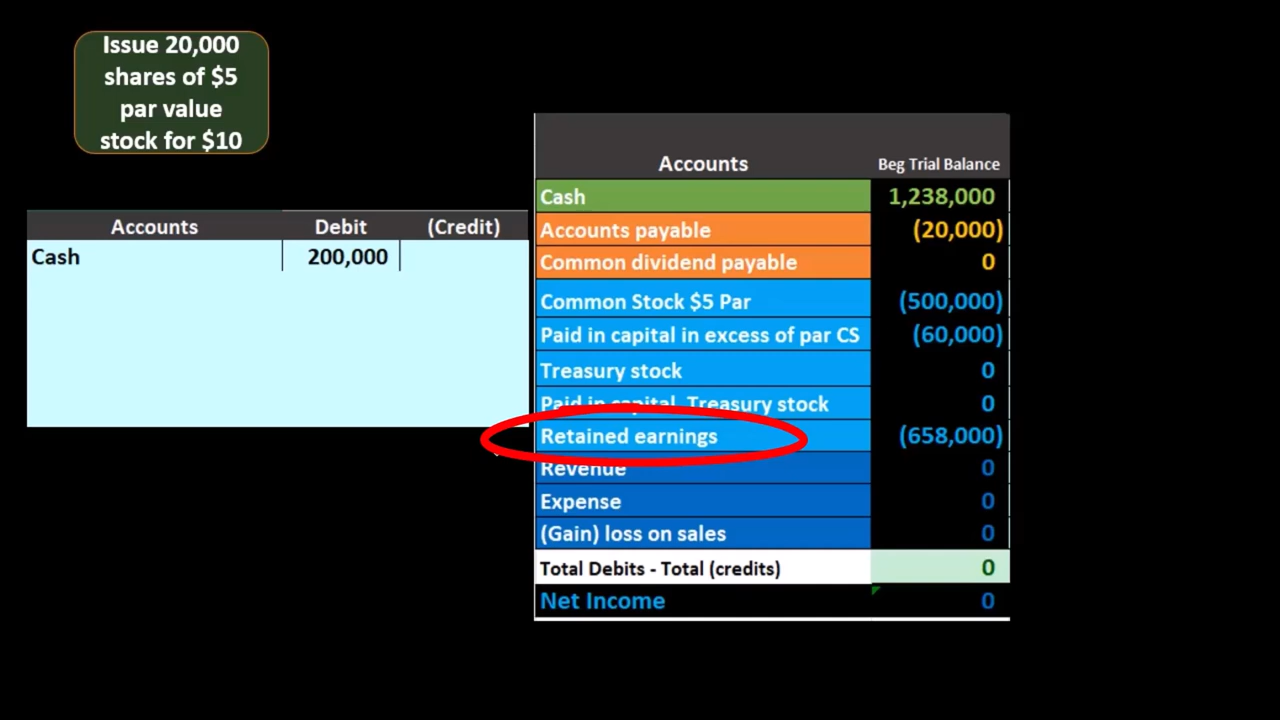 Issue 20,000
shares of $5
par value
stock for $10
Accounts Debit (Credit)
Cash 200,000
Accounts Beg Trial Balance
Cash 1,238,000
Accounts payable (20,000)
Common dividend payable 0
Common Stock $5 Par (500,000)
Paid in capital in excess of par CS (60,000)
Treasury stock 0
Paid in capital, Treasury stock 0
Retained earnings (658,000)
Revenue 0
Expense 0
(Gain) loss on sales 0
Total Debits - Total (credits) 0
Net Income 0